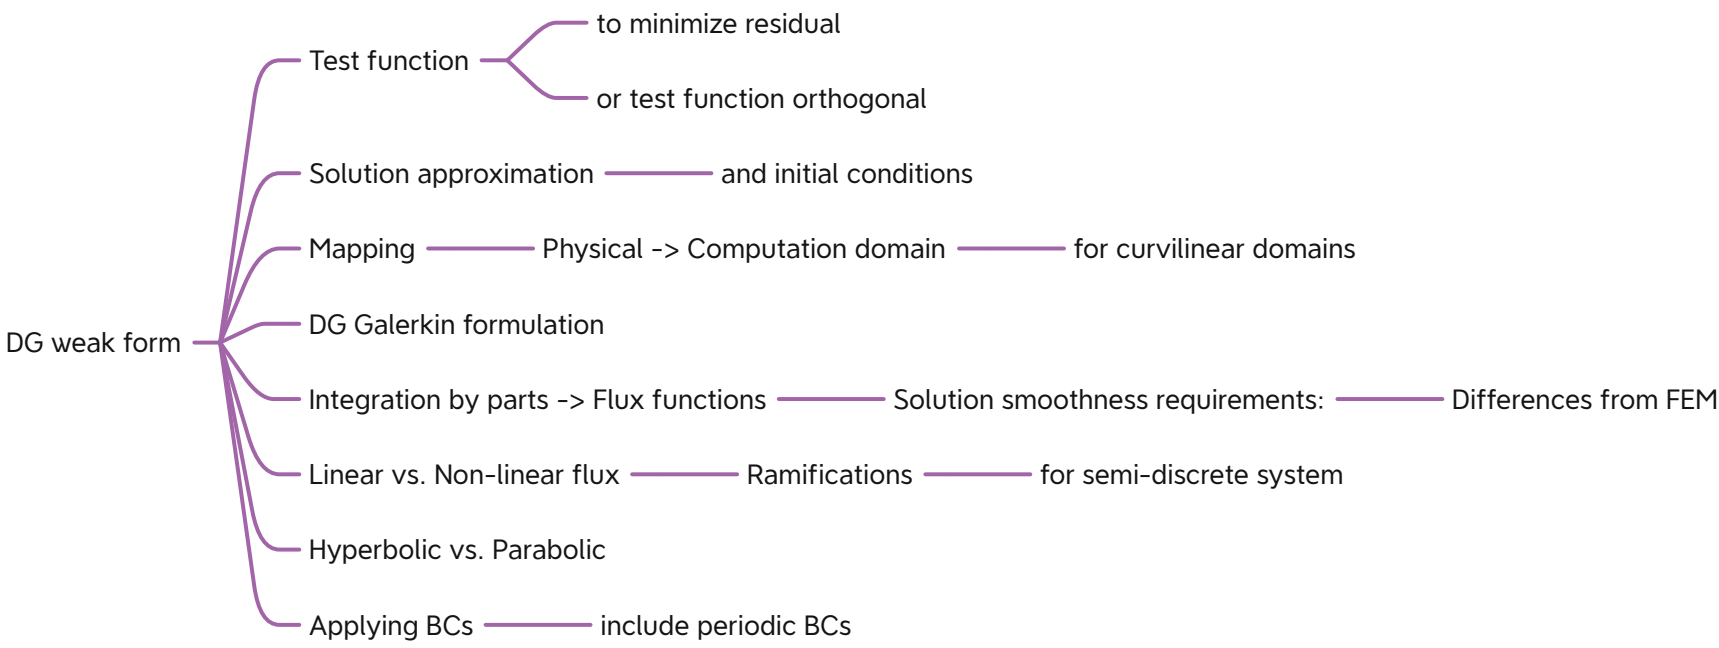 to minimize residual
Test function
or test function orthogonal
Solution approximation
and initial conditions
Mapping
Physical -> Computation domain
for curvilinear domains
DG Galerkin formulation
DG weak form
Integration by parts -> Flux functions
Solution smoothness requirements:
Differences from FEM
Linear vs. Non-linear flux
Ramifications
for semi-discrete system
Hyperbolic vs. Parabolic
Applying BCs
include periodic BCs